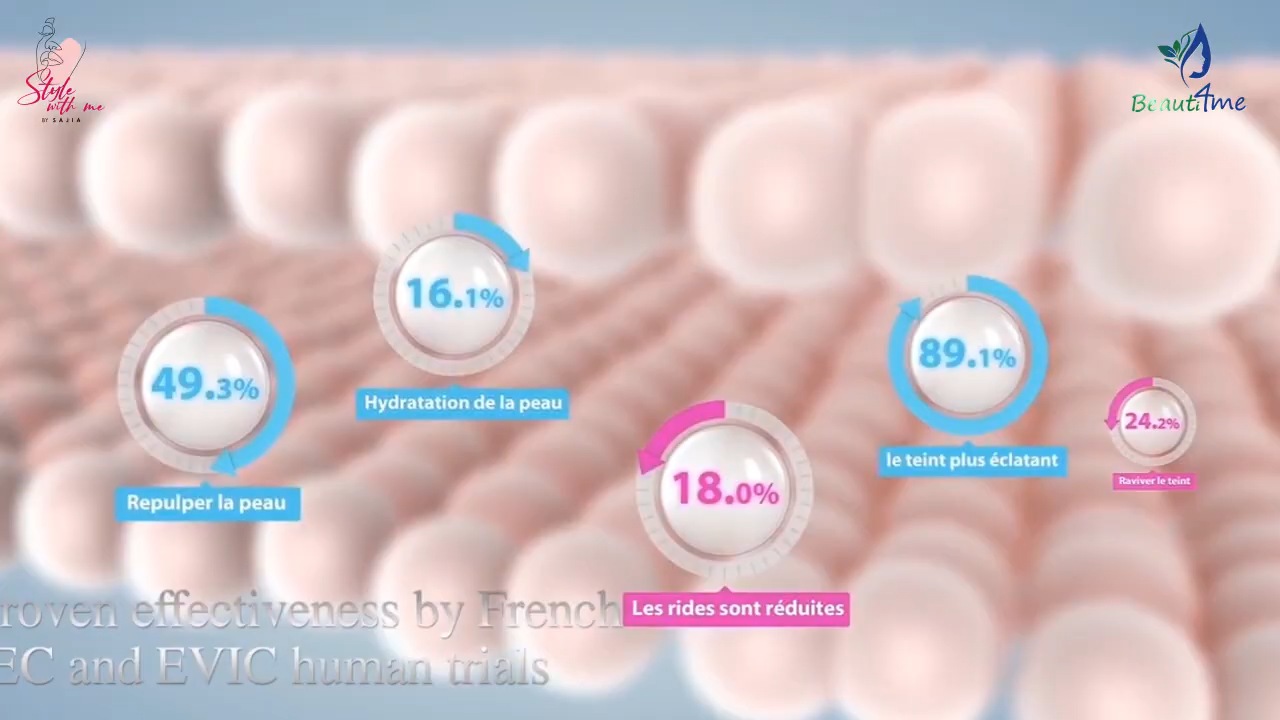 Style
with me
BY SAJIA
Beauti4me
16.1%
Hydratation de la peau
49.3%
Repulper la peau
89.1%
le teint plus éclatant
24.2%
Raviver le teint
18.0%
Les rides sont réduites
roven effectiveness by French
EC and EVIC human trials